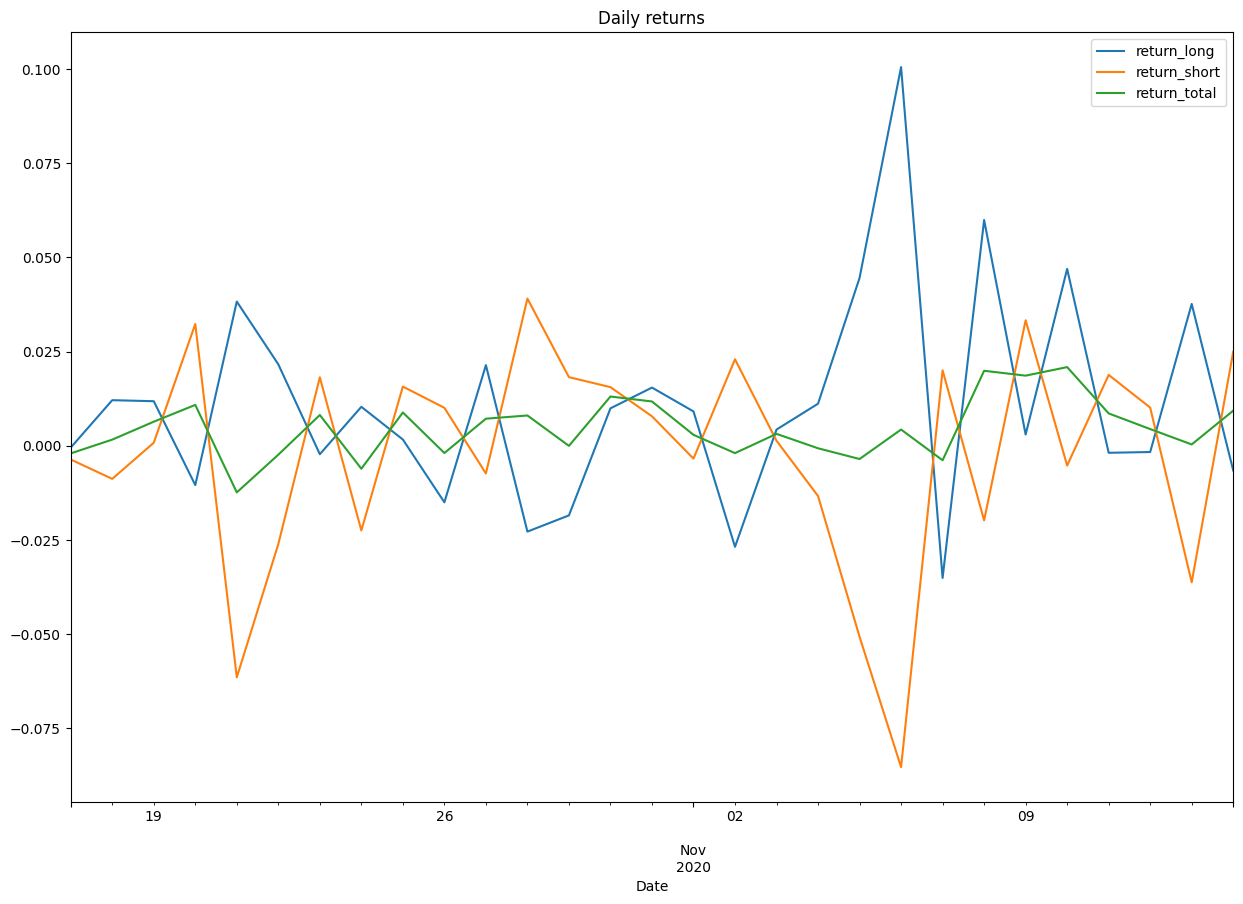 Daily returns
return_long
return_short
return_total
0.100
0.075
0.050
0.025
0.000
−0.025
−0.050
−0.075
19 26 02 09
Nov
2020
Date